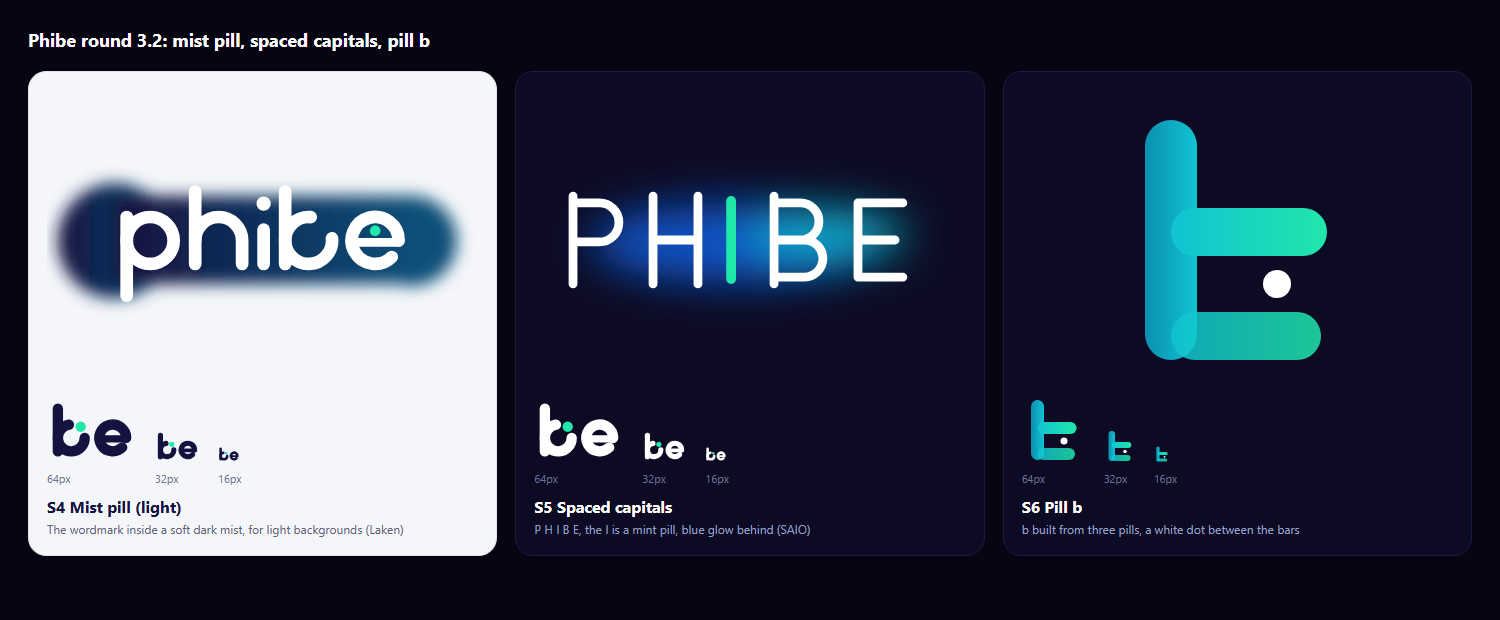 Phibe round 3.2: mist pill, spaced capitals, pill b
phibe
PHIBE
be be be
64px 32px 16px
S4 Mist pill (light)
The wordmark inside a soft dark mist, for light backgrounds (Laken)
be be be
64px 32px 16px
S5 Spaced capitals
P H I B E, the I is a mint pill, blue glow behind (SAIO)
64px 32px 16px
S6 Pill b
b built from three pills, a white dot between the bars